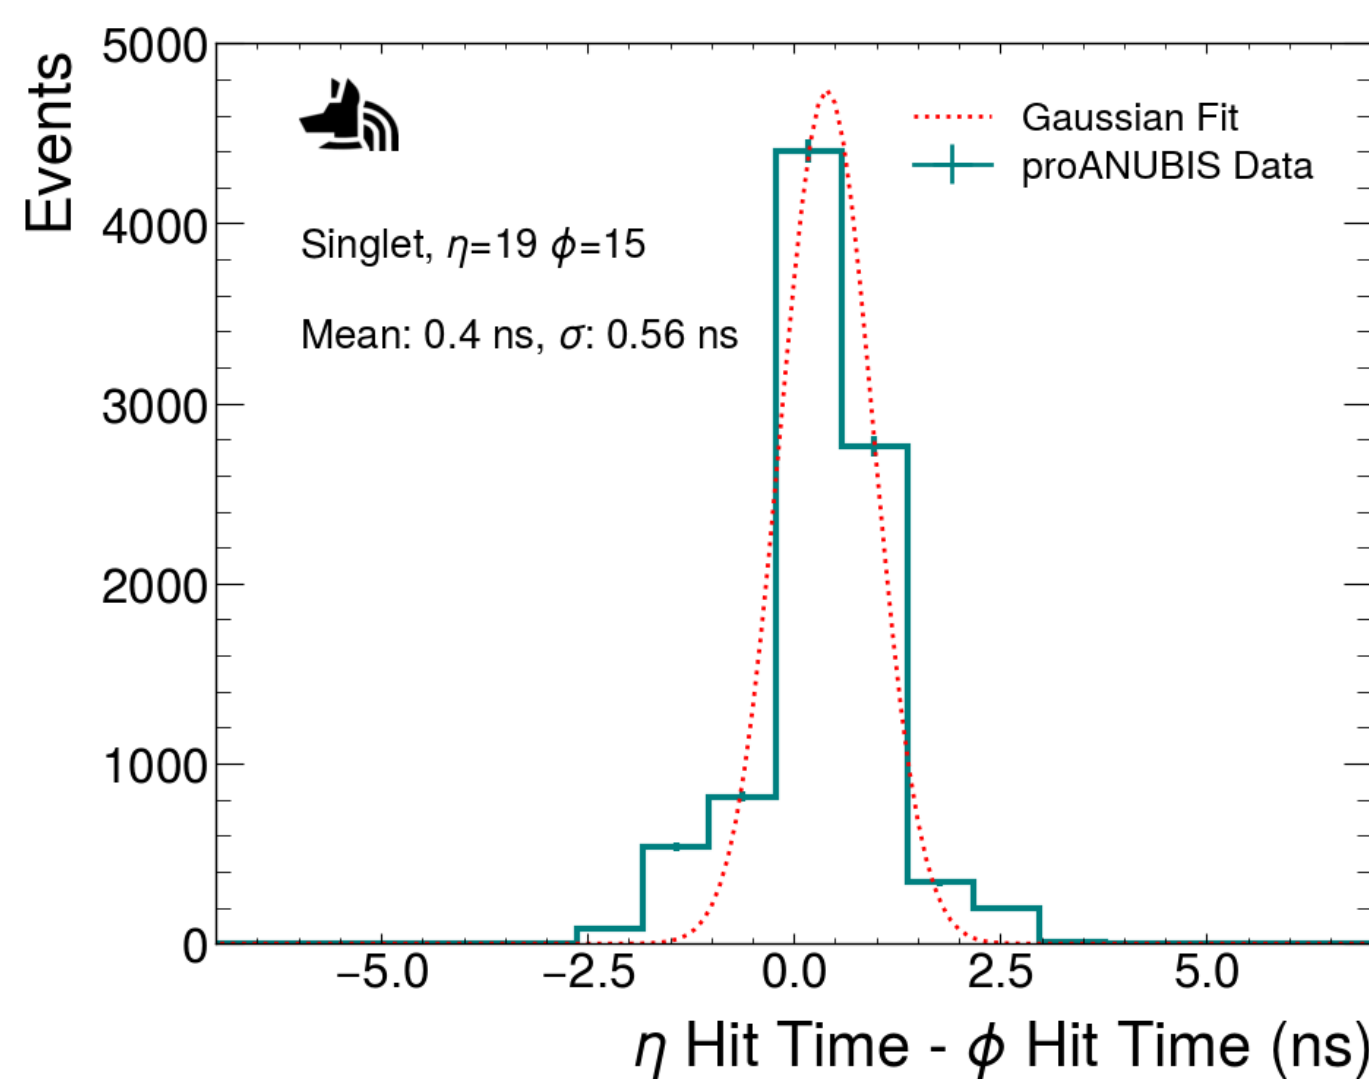 5000
4000
3000
2000
1000
0
Events
Gaussian Fit
proANUBIS Data
Singlet, η=19 ϕ=15
Mean: 0.4 ns, σ: 0.56 ns
−5.0 −2.5 0.0 2.5 5.0
η Hit Time - ϕ Hit Time (ns)